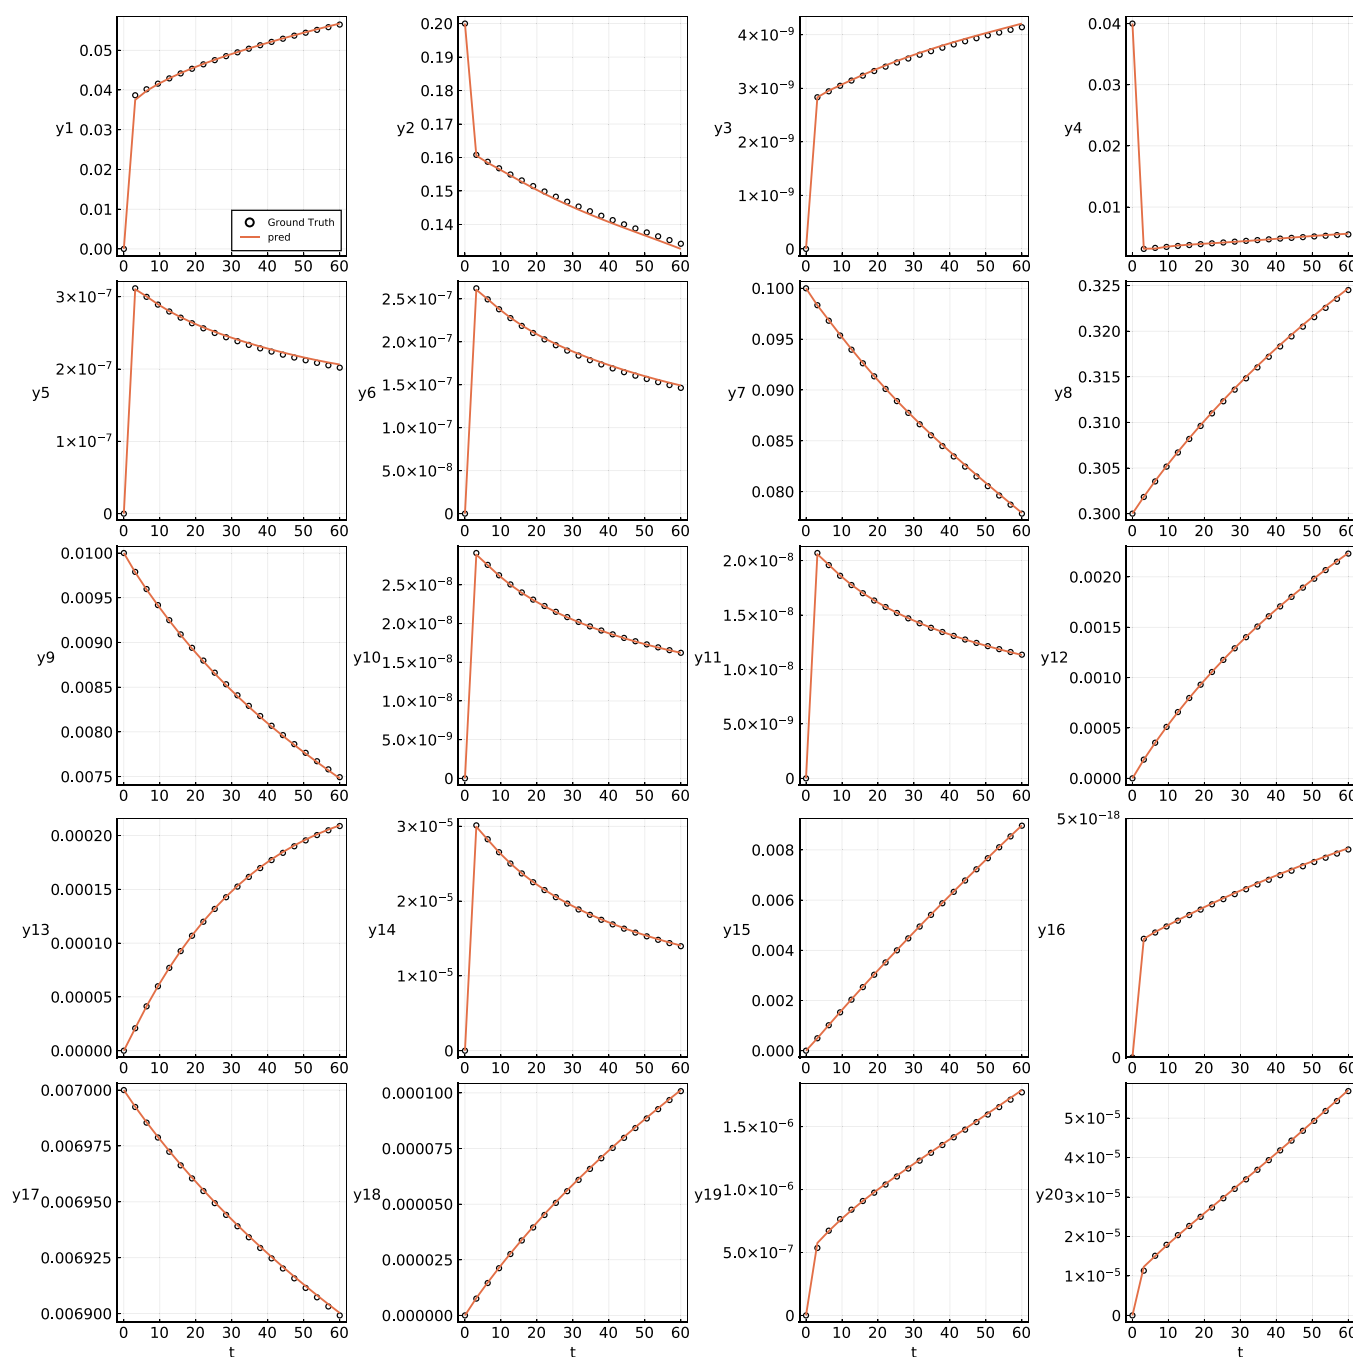 0.05
0.04
0.03
0.02
0.01
0.00
y1
Ground Truth
pred
0 10 20 30 40 50 60
0.20
0.19
0.18
0.17
0.16
0.15
0.14
y2
0 10 20 30 40 50 60
4×10⁻⁹
3×10⁻⁹
2×10⁻⁹
1×10⁻⁹
0
y3
0 10 20 30 40 50 60
0.04
0.03
0.02
0.01
y4
0 10 20 30 40 50 60
3×10⁻⁷
2×10⁻⁷
1×10⁻⁷
0
y5
0 10 20 30 40 50 60
2.5×10⁻⁷
2.0×10⁻⁷
1.5×10⁻⁷
1.0×10⁻⁷
5.0×10⁻⁸
0
y6
0 10 20 30 40 50 60
0.100
0.095
0.090
0.085
0.080
y7
0 10 20 30 40 50 60
0.325
0.320
0.315
0.310
0.305
0.300
y8
0 10 20 30 40 50 60
0.0100
0.0095
0.0090
0.0085
0.0080
0.0075
y9
0 10 20 30 40 50 60
2.5×10⁻⁸
2.0×10⁻⁸
1.5×10⁻⁸
1.0×10⁻⁸
5.0×10⁻⁹
0
y10
0 10 20 30 40 50 60
2.0×10⁻⁸
1.5×10⁻⁸
1.0×10⁻⁸
5.0×10⁻⁹
0
y11
0 10 20 30 40 50 60
0.0020
0.0015
0.0010
0.0005
0.0000
y12
0 10 20 30 40 50 60
0.00020
0.00015
0.00010
0.00005
0.00000
y13
0 10 20 30 40 50 60
3×10⁻⁵
2×10⁻⁵
1×10⁻⁵
0
y14
0 10 20 30 40 50 60
0.008
0.006
0.004
0.002
0.000
y15
0 10 20 30 40 50 60
5×10⁻¹⁸
0
y16
0 10 20 30 40 50 60
0.007000
0.006975
0.006950
0.006925
0.006900
y17
0 10 20 30 40 50 60
t
0.000100
0.000075
0.000050
0.000025
0.000000
y18
0 10 20 30 40 50 60
t
1.5×10⁻⁶
1.0×10⁻⁶
5.0×10⁻⁷
0
y19
0 10 20 30 40 50 60
t
5×10⁻⁵
4×10⁻⁵
3×10⁻⁵
2×10⁻⁵
1×10⁻⁵
0
y20
0 10 20 30 40 50 60
t